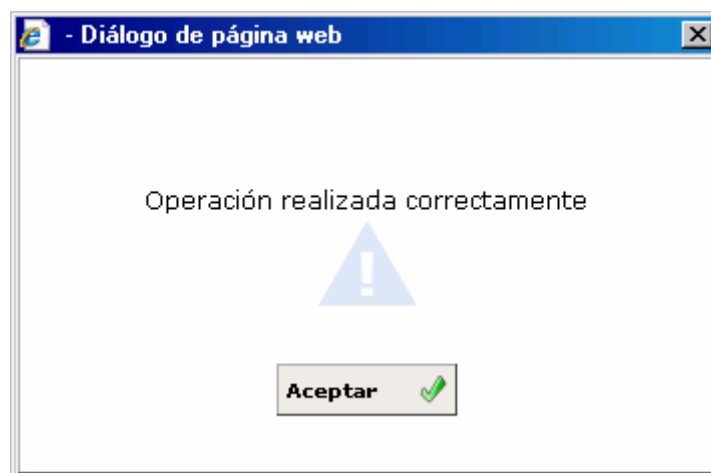 - Diálogo de página web
Operación realizada correctamente
Aceptar